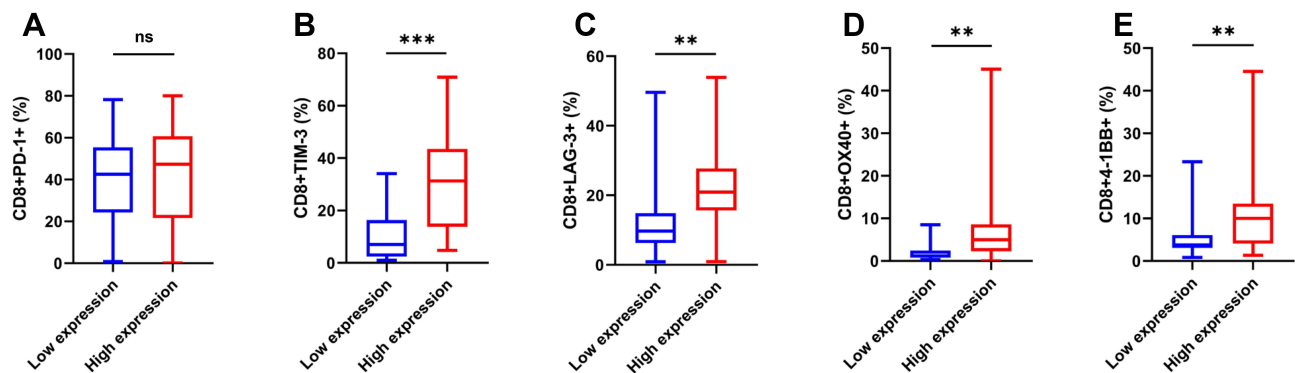 A
ns
CD8+PD-1+ (%)
100
80
60
40
20
0
Low expression
High expression
B
***
CD8+TIM-3 (%)
80
60
40
20
0
Low expression
High expression
C
**
CD8+LAG-3+ (%)
60
40
20
0
Low expression
High expression
D
**
CD8+OX40+ (%)
50
40
30
20
10
0
Low expression
High expression
E
**
CD8+4-1BB+ (%)
50
40
30
20
10
0
Low expression
High expression